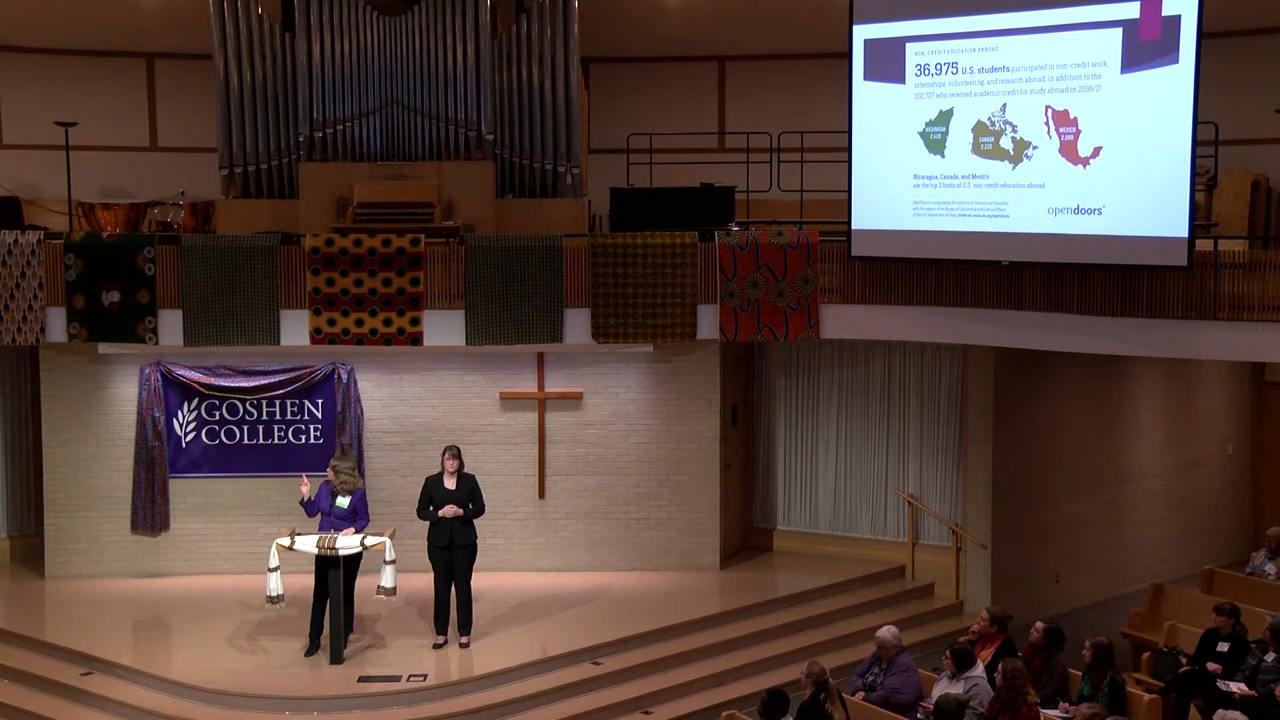 NON-CREDIT EDUCATION ABROAD
36,975 U.S. students participated in non-credit work,
internships, volunteering, and research abroad, in addition to the
332,727 who received academic credit for study abroad in 2016/17.
NICARAGUA
CANADA
MEXICO
Nicaragua, Canada, and Mexico
are the top 3 hosts of U.S. non-credit education abroad
opendoors®
GOSHEN
COLLEGE